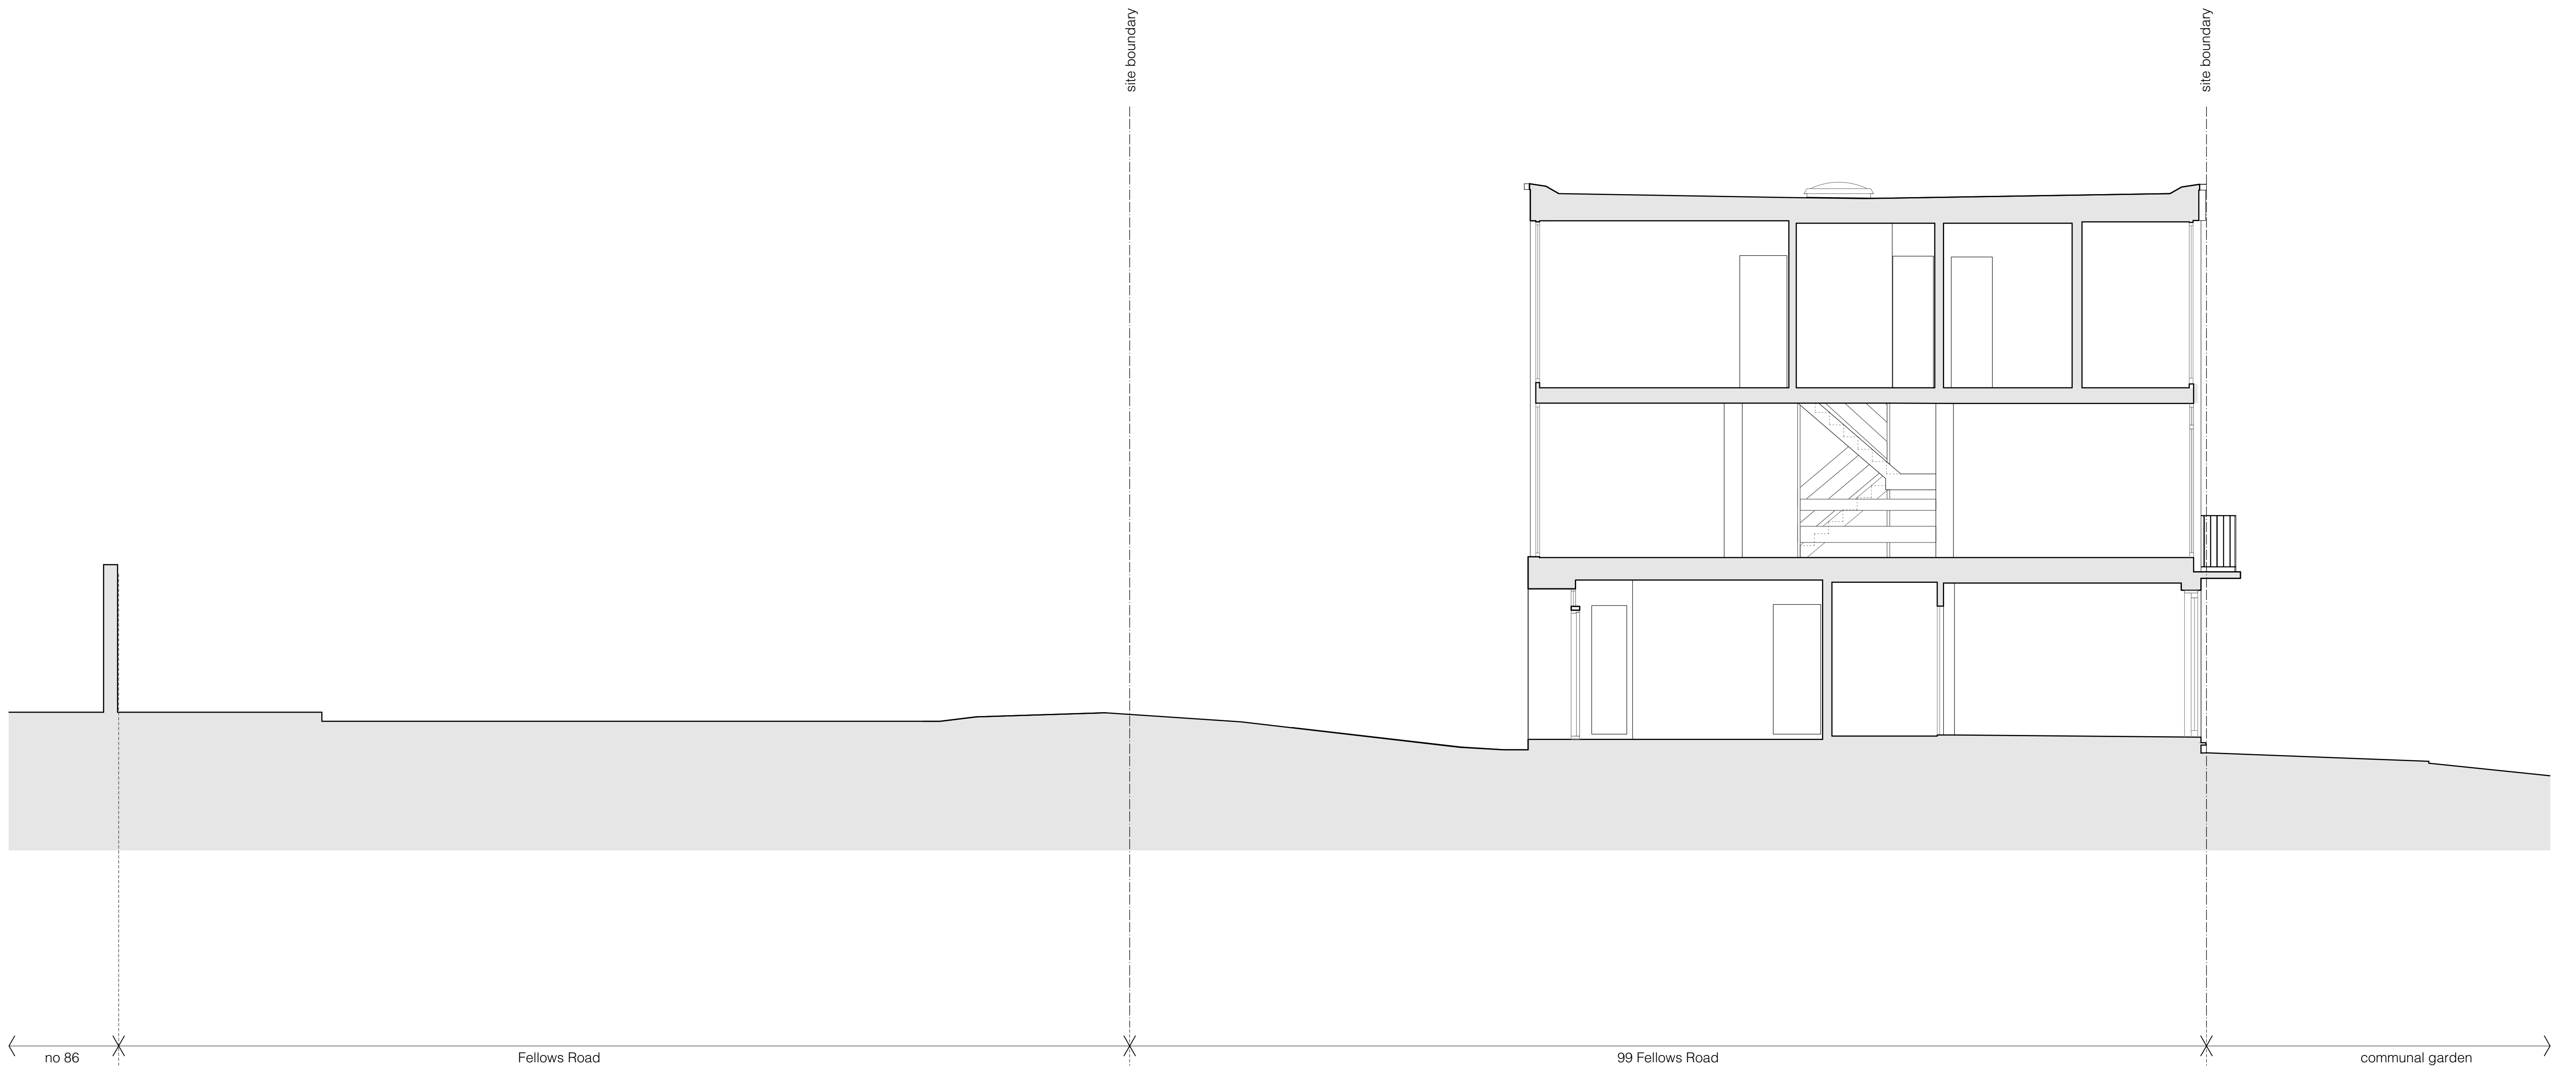 site boundary
site boundary
no 86
Fellows Road
99 Fellows Road
communal garden